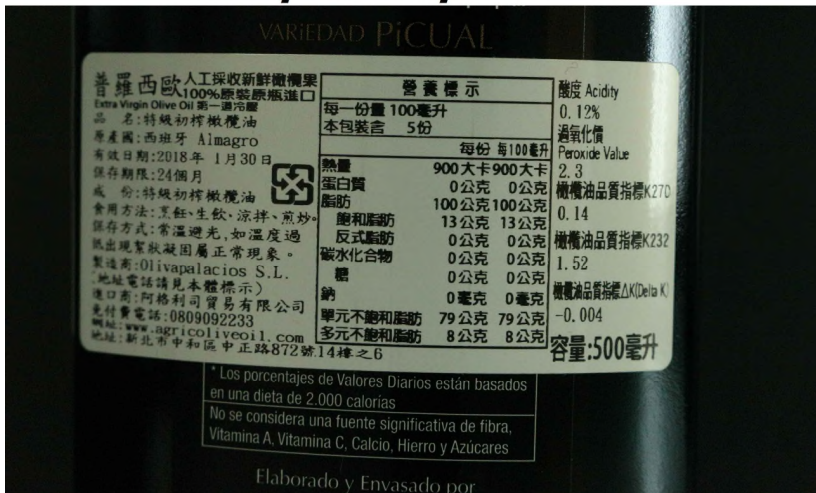 VARIEDAD PiCUAL
普羅西歐人工採收新鮮橄欖果
100%原裝原瓶進口
Extra Virgin Olive Oil 第一道冷壓
品 名:特級初榨橄欖油
原產國:西班牙 Almagro
有效日期:2018年 1月30日
保存期限:24個月
成 份:特級初榨橄欖油
食用方法:烹飪、生飲、涼拌、煎炒。
保存方式:常溫避光,如溫度過
低出現絮狀凝固屬正常現象。
製造商:Olivapalacios S.L.
(地址電話請見本體標示)
進口商:阿格利司貿易有限公司
免付費電話:0809092233
網址:www.agricoliveoil.com
地址:新北市中和區中正路872號14樓之6
營養標示
每一份量 100毫升
本包裝含 5份
每份 每100毫升
熱量 900大卡 900大卡
蛋白質 0公克 0公克
脂肪 100公克 100公克
飽和脂肪 13公克 13公克
反式脂肪 0公克 0公克
碳水化合物 0公克 0公克
糖 0公克 0公克
鈉 0毫克 0毫克
單元不飽和脂肪 79公克 79公克
多元不飽和脂肪 8公克 8公克
酸度 Acidity
0.12%
過氧化價
Peroxide Value
2.3
橄欖油品質指標K270
0.14
橄欖油品質指標K232
1.52
橄欖油品質指標△K(Delta K)
-0.004
容量:500毫升
* Los porcentajes de Valores Diarios están basados
en una dieta de 2.000 calorías
No se considera una fuente significativa de fibra,
Vitamina A, Vitamina C, Calcio, Hierro y Azúcares
Elaborado y Envasado por